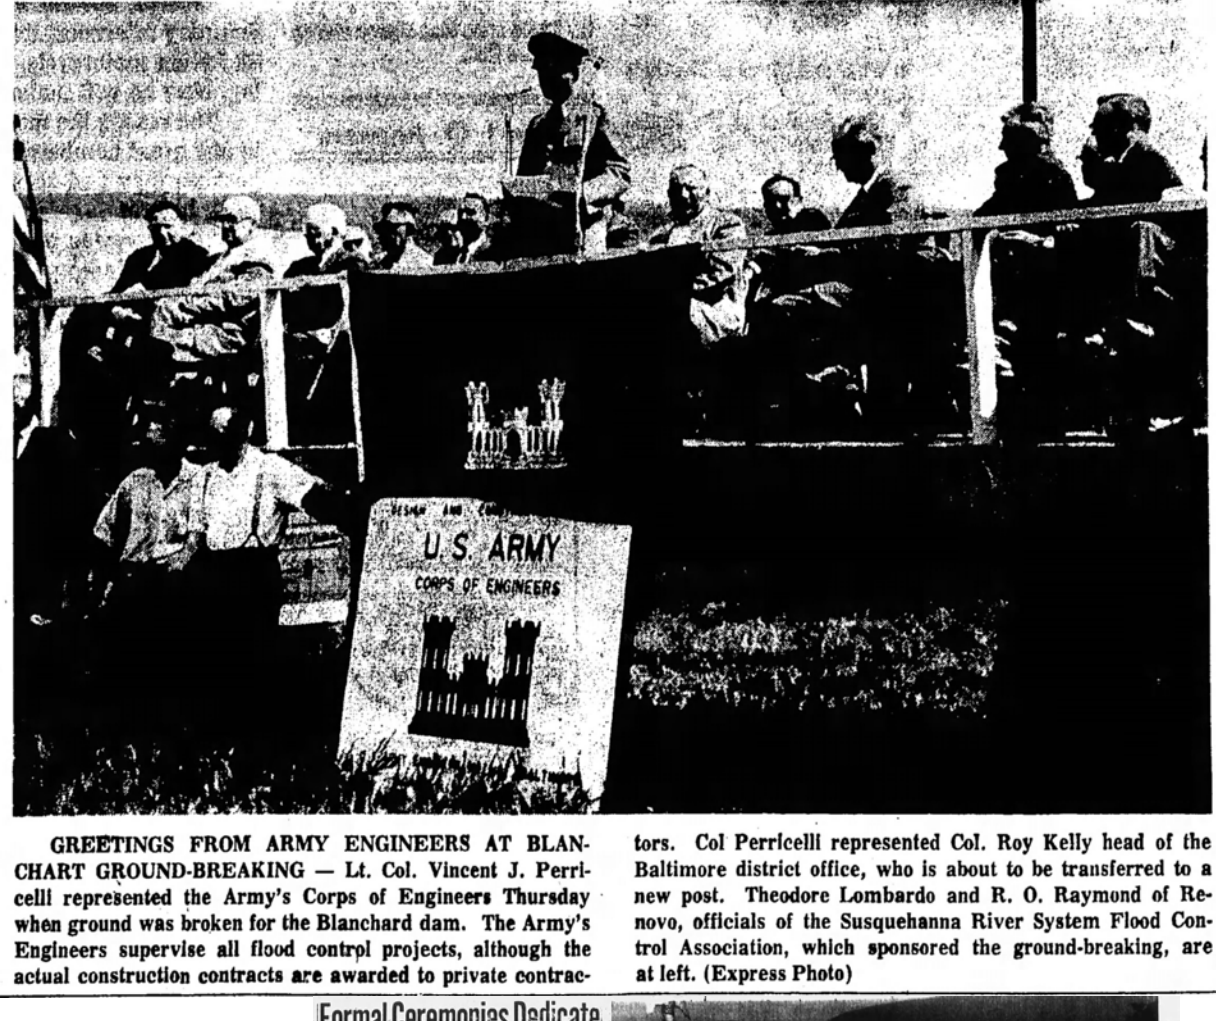 DESIGN AND
U.S. ARMY
CORPS OF ENGINEERS
GREETINGS FROM ARMY ENGINEERS AT BLAN-
CHART GROUND-BREAKING — Lt. Col. Vincent J. Perri-
celli represented the Army's Corps of Engineers Thursday
when ground was broken for the Blanchard dam. The Army's
Engineers supervise all flood control projects, although the
actual construction contracts are awarded to private contrac-
tors. Col Perricelli represented Col. Roy Kelly head of the
Baltimore district office, who is about to be transferred to a
new post. Theodore Lombardo and R. O. Raymond of Re-
novo, officials of the Susquehanna River System Flood Con-
trol Association, which sponsored the ground-breaking, are
at left. (Express Photo)
Formal Ceremonias Dedicate